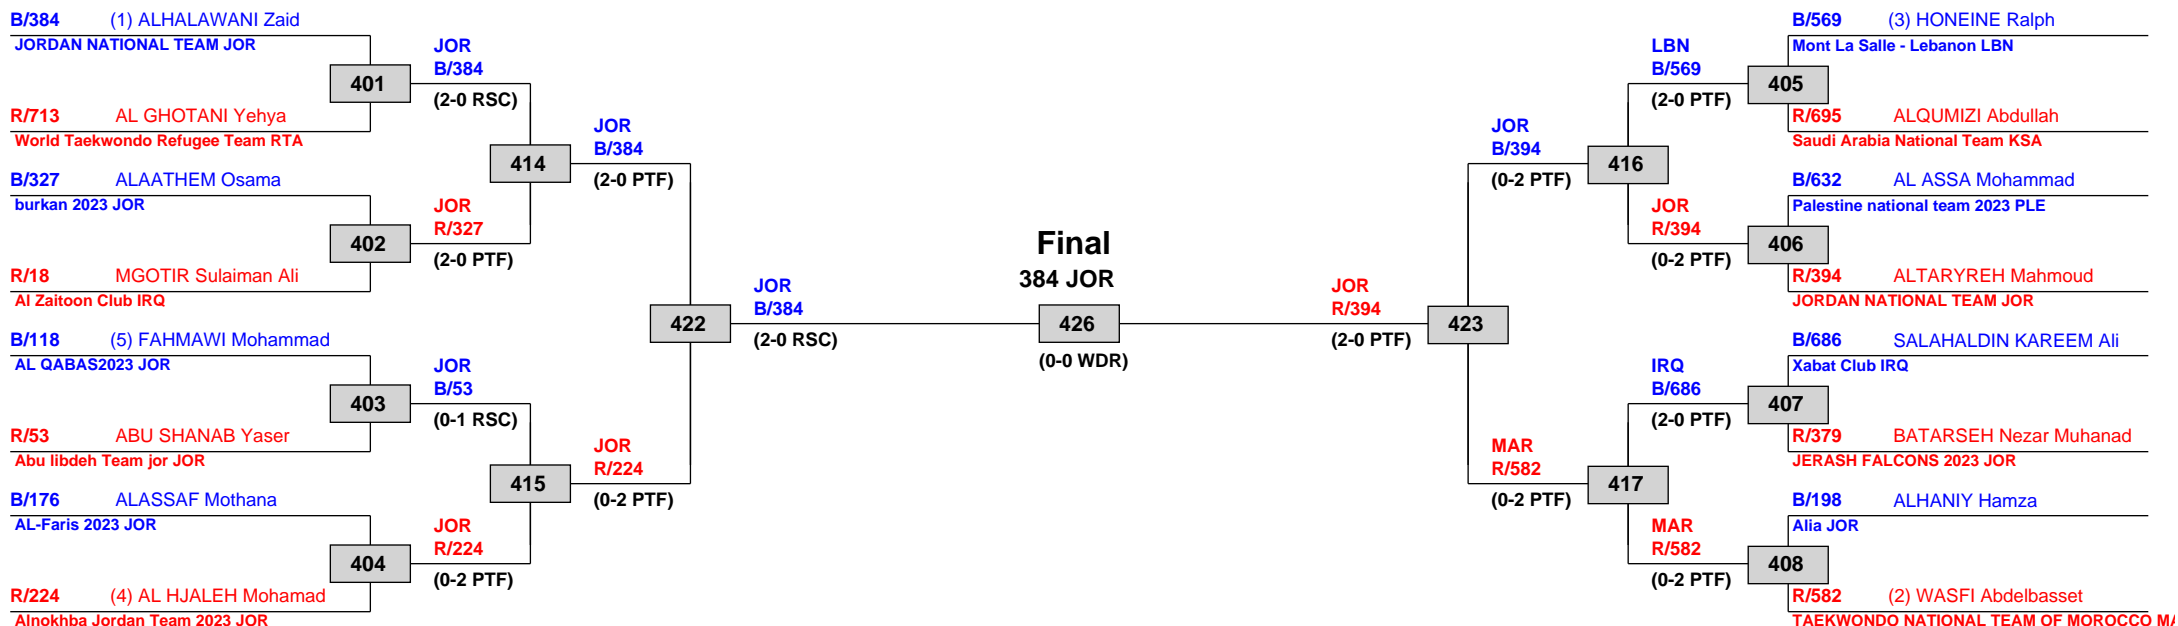 B/384 (1) ALHALAWANI Zaid
JORDAN NATIONAL TEAM JOR
401
R/713 AL GHOTANI Yehya
World Taekwondo Refugee Team RTA
B/327 ALAATHEM Osama
burkan 2023 JOR
402
R/18 MGOTIR Sulaiman Ali
Al Zaitoon Club IRQ
B/118 (5) FAHMAWI Mohammad
AL QABAS2023 JOR
403
R/53 ABU SHANAB Yaser
Abu libdeh Team jor JOR
B/176 ALASSAF Mothana
AL-Faris 2023 JOR
404
R/224 (4) AL HJALEH Mohamad
Alnokhba Jordan Team 2023 JOR
JOR
B/384
(2-0 RSC)
414
JOR
R/327
(2-0 PTF)
JOR
B/53
(0-1 RSC)
415
JOR
R/224
(0-2 PTF)
JOR
B/384
(2-0 PTF)
422
JOR
R/224
(0-2 PTF)
JOR
B/384
(2-0 RSC)
Final
384 JOR
426
(0-0 WDR)
JOR
R/394
(2-0 PTF)
423
JOR
B/394
(0-2 PTF)
MAR
R/582
(0-2 PTF)
LBN
B/569
(2-0 PTF)
416
JOR
R/394
(0-2 PTF)
IRQ
B/686
(2-0 PTF)
417
MAR
R/582
(0-2 PTF)
B/569 (3) HONEINE Ralph
Mont La Salle - Lebanon LBN
405
R/695 ALQUMIZI Abdullah
Saudi Arabia National Team KSA
B/632 AL ASSA Mohammad
Palestine national team 2023 PLE
406
R/394 ALTARYREH Mahmoud
JORDAN NATIONAL TEAM JOR
B/686 SALAHALDIN KAREEM Ali
Xabat Club IRQ
407
R/379 BATARSEH Nezar Muhanad
JERASH FALCONS 2023 JOR
B/198 ALHANIY Hamza
Alia JOR
408
R/582 (2) WASFI Abdelbasset
TAEKWONDO NATIONAL TEAM OF MOROCCO MA